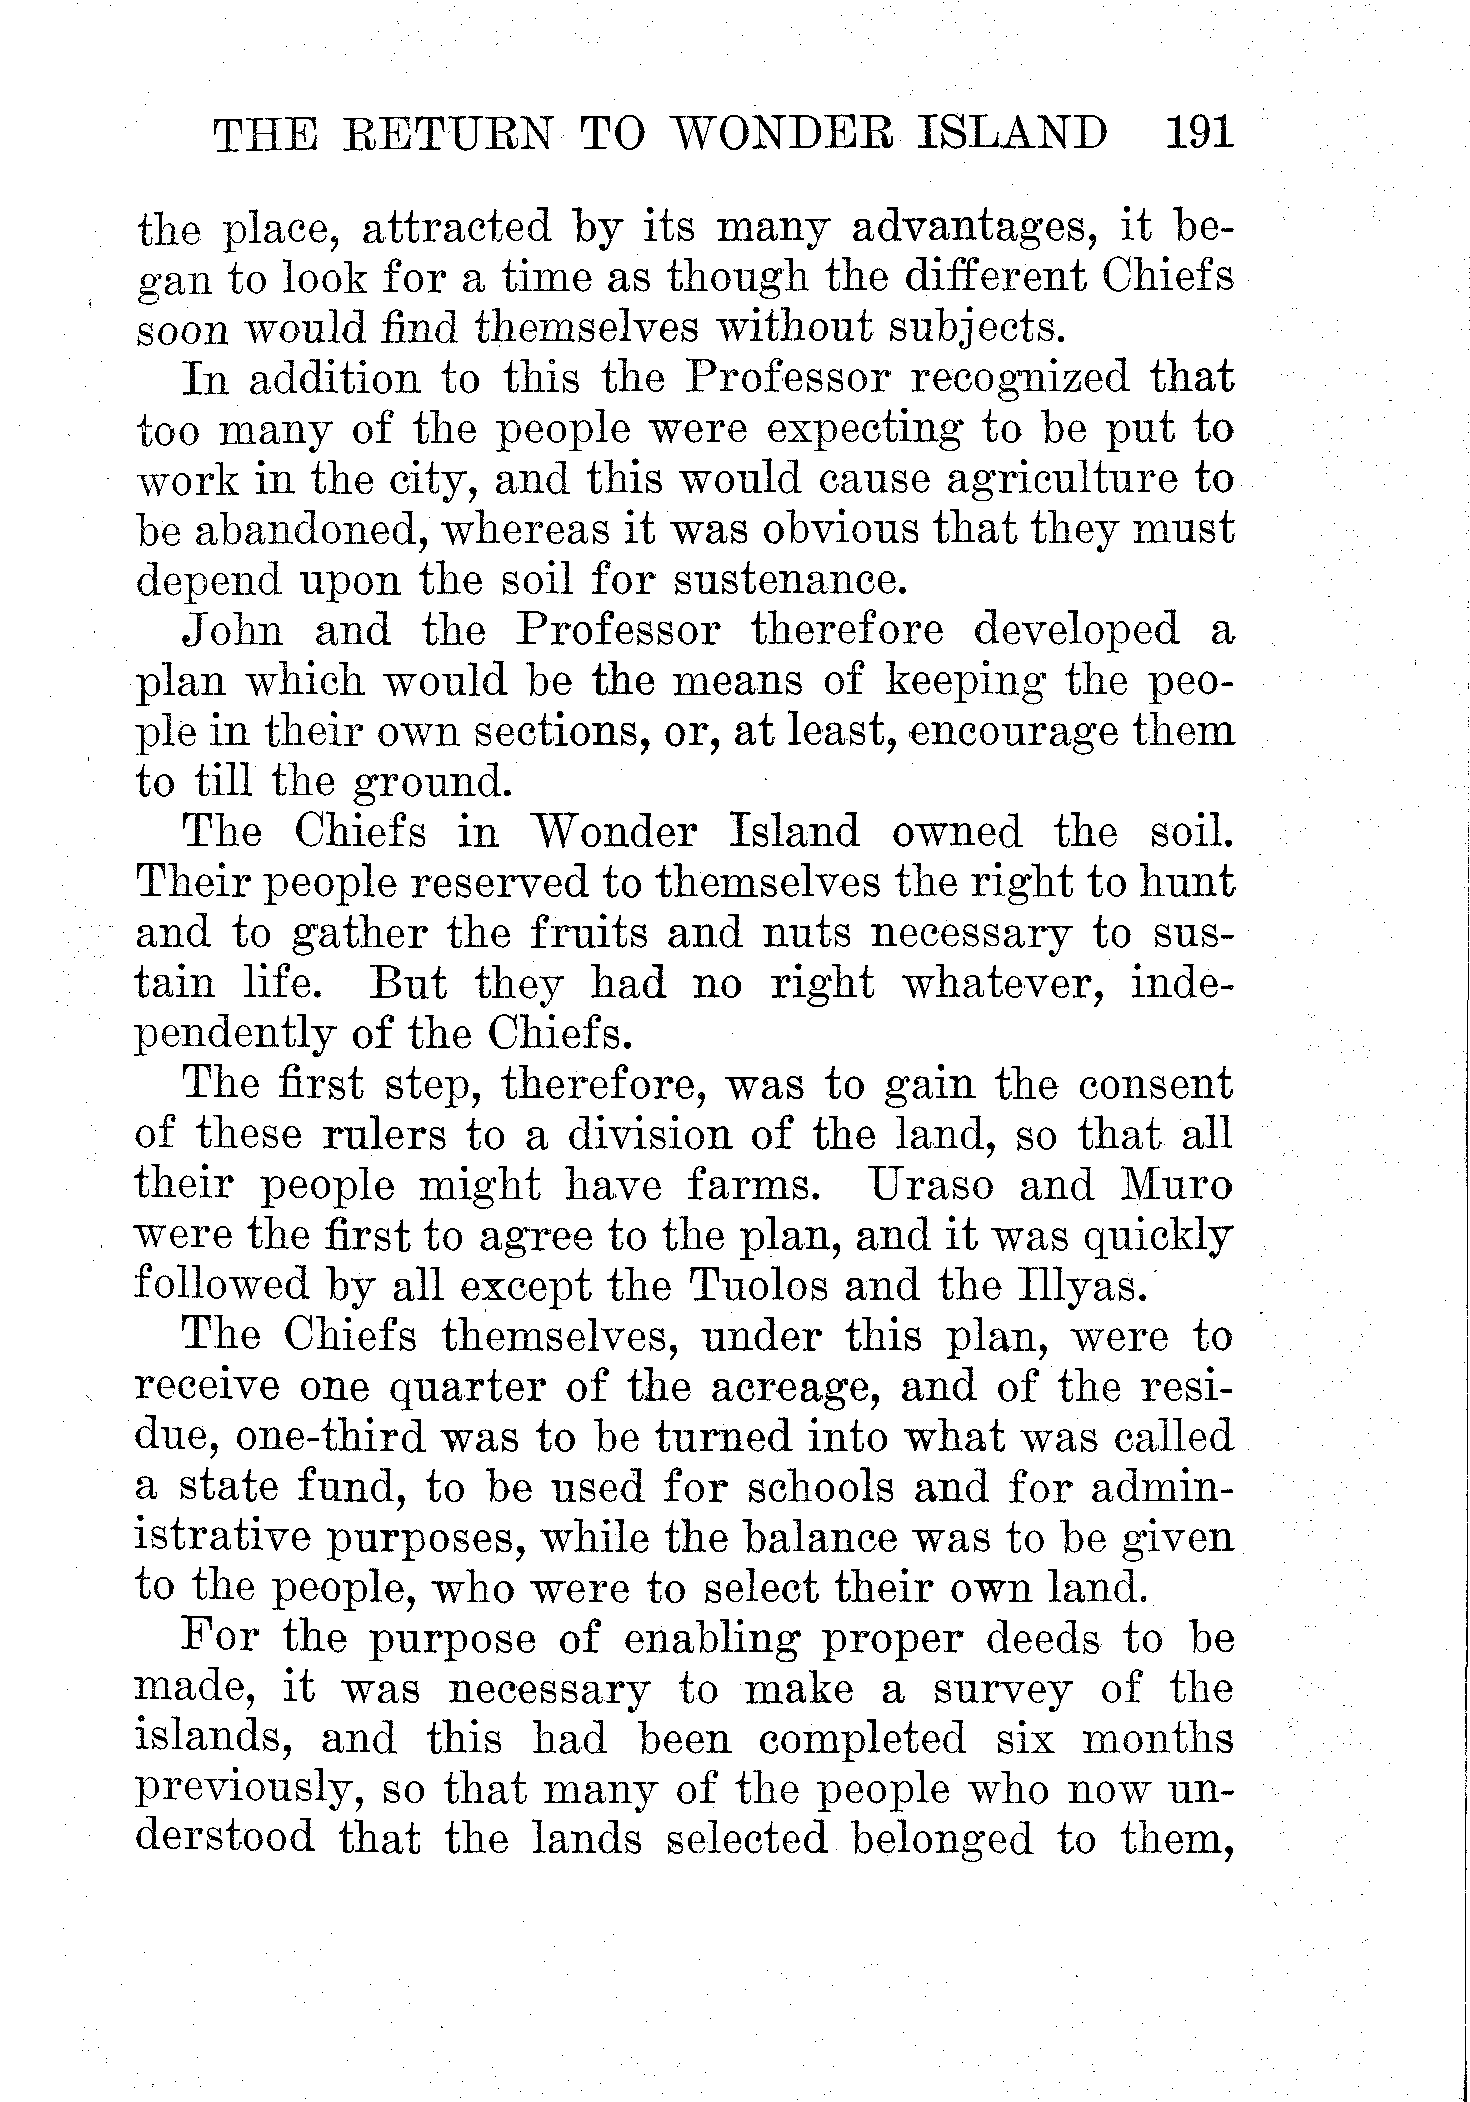 THE RETURN TO WONDER ISLAND 191
the place, attracted by its many advantages, it be-
gan to look for a time as though the different Chiefs
soon would find themselves without subjects.
In addition to this the Professor recognized that
too many of the people were expecting to be put to
work in the city, and this would cause agriculture to
be abandoned, whereas it was obvious that they must
depend upon the soil for sustenance.
John and the Professor therefore developed a
plan which would be the means of keeping the peo-
ple in their own sections, or, at least, encourage them
to till the ground.
The Chiefs in Wonder Island owned the soil.
Their people reserved to themselves the right to hunt
and to gather the fruits and nuts necessary to sus-
tain life. But they had no right whatever, inde-
pendently of the Chiefs.
The first step, therefore, was to gain the consent
of these rulers to a division of the land, so that all
their people might have farms. Uraso and Muro
were the first to agree to the plan, and it was quickly
followed by all except the Tuolos and the Illyas.
The Chiefs themselves, under this plan, were to
receive one quarter of the acreage, and of the resi-
due, one-third was to be turned into what was called
a state fund, to be used for schools and for admin-
istrative purposes, while the balance was to be given
to the people, who were to select their own land.
For the purpose of enabling proper deeds to be
made, it was necessary to make a survey of the
islands, and this had been completed six months
previously, so that many of the people who now un-
derstood that the lands selected belonged to them,